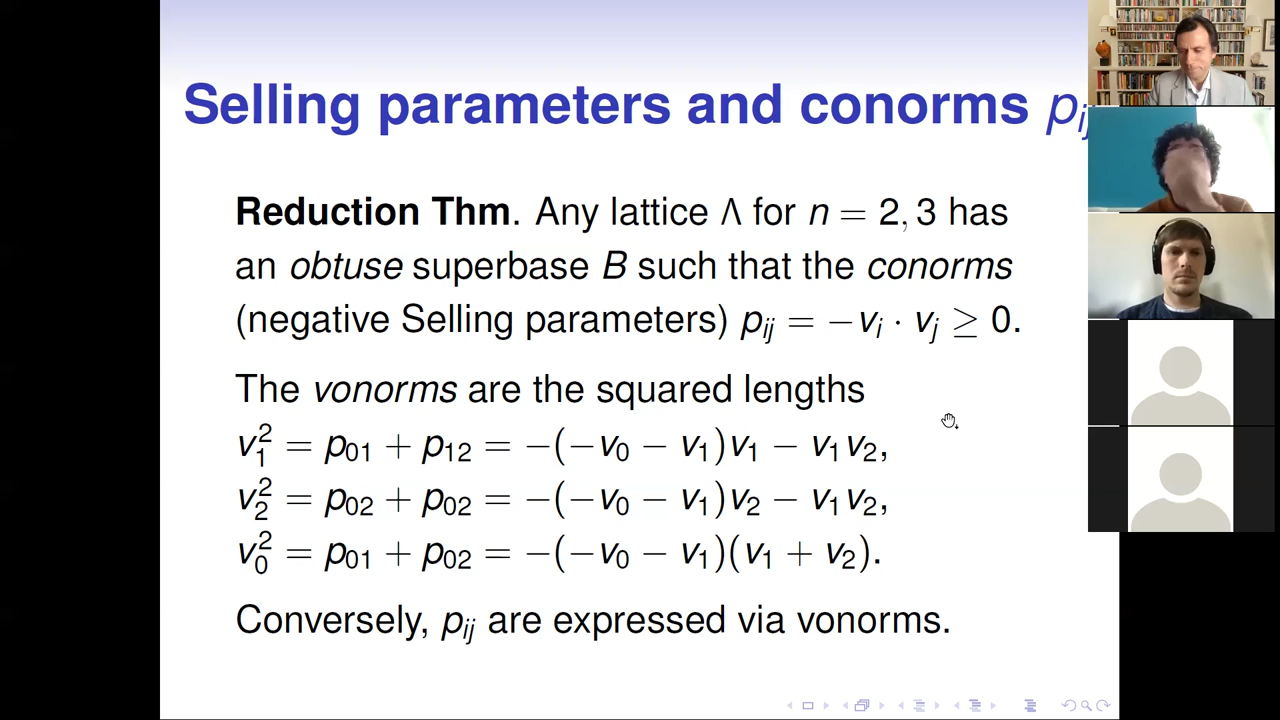 Selling parameters and conorms p_ij
Reduction Thm. Any lattice Λ for n = 2, 3 has
an obtuse superbase B such that the conorms
(negative Selling parameters) p_ij = −v_i · v_j ≥ 0.
The vonorms are the squared lengths
v_1^2 = p_01 + p_12 = −(−v_0 − v_1)v_1 − v_1v_2,
v_2^2 = p_02 + p_02 = −(−v_0 − v_1)v_2 − v_1v_2,
v_0^2 = p_01 + p_02 = −(−v_0 − v_1)(v_1 + v_2).
Conversely, p_ij are expressed via vonorms.